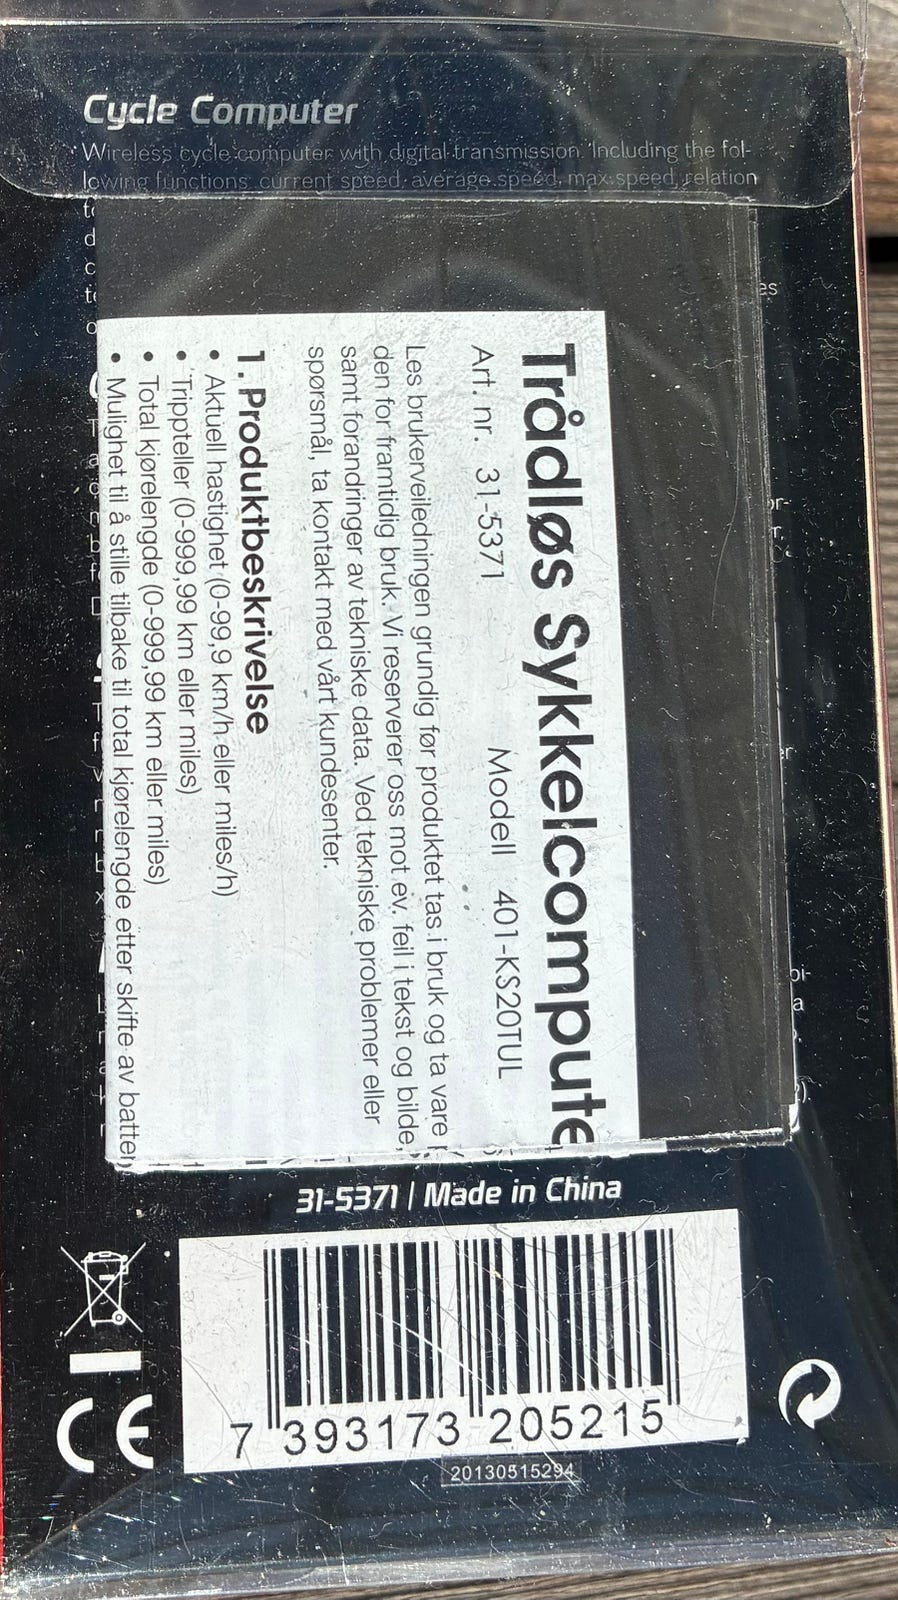 Cycle Computer
Wireless cycle computer with digital transmission. Including the fol-
lowing functions: current speed, average speed, max speed, relation
Trådløs Sykkelcompute
Art. nr. 31-5371 Modell 401-KS20TUL
Les brukerveiledningen grundig før produktet tas i bruk og ta vare
den for framtidig bruk. Vi reserverer oss mot ev. feil i tekst og bilde,
samt forandringer av tekniske data. Ved tekniske problemer eller
spørsmål, ta kontakt med vårt kundesenter.
1. Produktbeskrivelse
• Aktuell hastighet (0-99,9 km/h eller miles/h)
• Trippteller (0-999,99 km eller miles)
• Total kjørelengde (0-999,99 km eller miles)
• Mulighet til å stille tilbake til total kjørelengde etter skifte av batter
31-5371 | Made in China
7 393173 205215
20130515294
CE